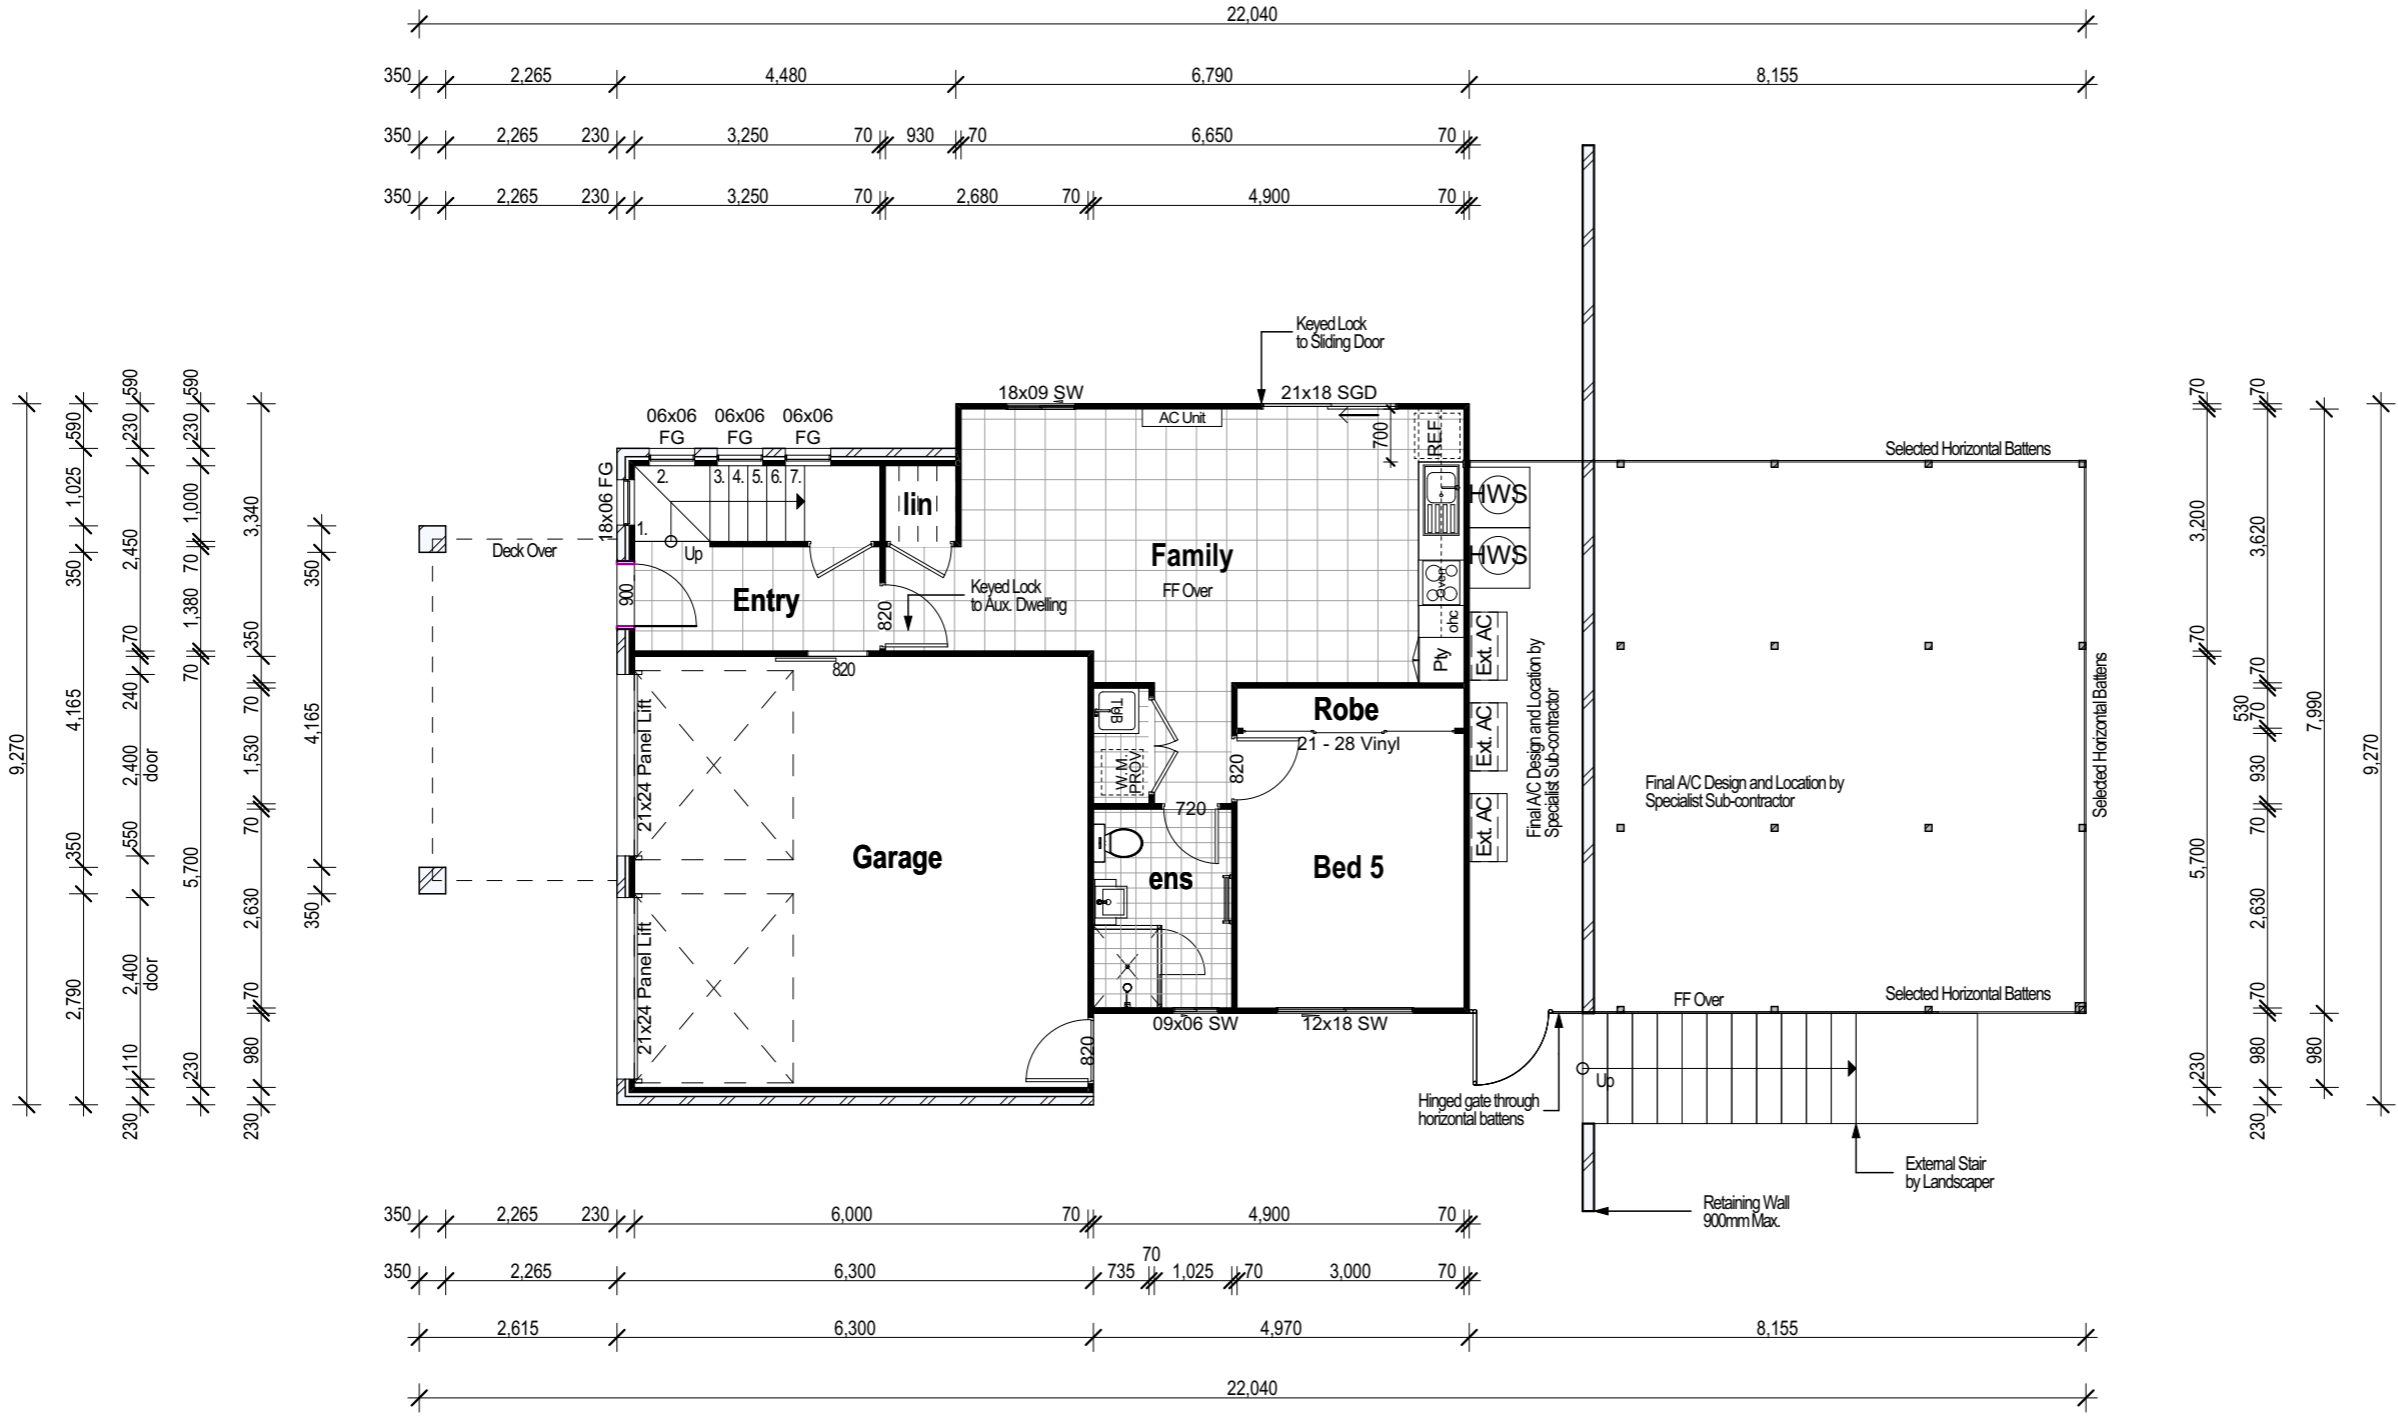 22,040
350 2,265 4,480 6,790 8,155
350 2,265 230 3,250 70 930 70 6,650 70
350 2,265 230 3,250 70 2,680 70 4,900 70
Keyed Lock
to Sliding Door
18x09 SW
21x18 SGD
06x06
FG
06x06
FG
06x06
FG
AC Unit
700
REF.
18x06 FG
2.
3. 4. 5. 6. 7.
1.
Up
lin
HWS
HWS
Selected Horizontal Battens
Deck Over
Family
FF Over
Entry
900
820
Keyed Lock
to Aux. Dwelling
Oven
ohc
Pty
Ext. AC
Ext. AC
Ext. AC
Final A/C Design and Location by
Specialist Sub-contractor
820
21x24 Panel Lift
21x24 Panel Lift
TUB
W.M.
PROV.
Robe
21 - 28 Vinyl
820
720
Garage
ens
Bed 5
Final A/C Design and Location by
Specialist Sub-contractor
Selected Horizontal Battens
FF Over
Selected Horizontal Battens
820
09x06 SW
12x18 SW
Up
Hinged gate through
horizontal battens
External Stair
by Landscaper
Retaining Wall
900mm Max.
9,270
590
1,025
350
4,165
350
2,790
590
230
2,450
70
240
2,400
door
550
2,400
door
110
230
590
230
1,000
70
1,380
70
5,700
230
3,340
350
70
1,530
70
2,630
70
980
230
350
4,165
350
70
3,200
70
5,700
230
70
3,620
70
530
70
930
70
2,630
70
980
230
7,990
980
9,270
350 2,265 230 6,000 70 4,900 70
350 2,265 6,300 735 70 1,025 70 3,000 70
2,615 6,300 4,970 8,155
22,040